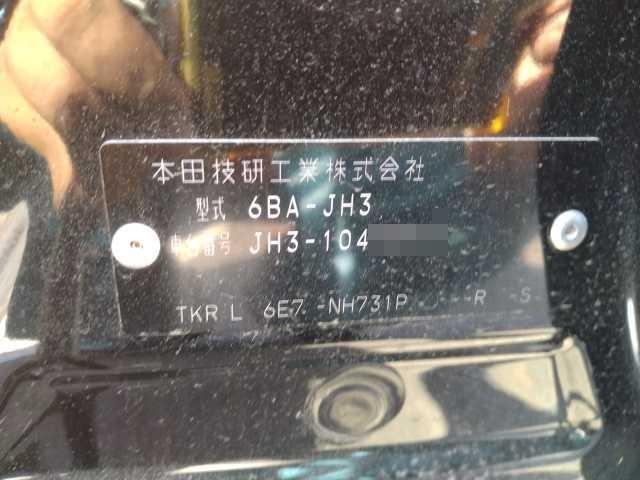 本田技研工業株式会社
型式 6BA-JH3
車台番号 JH3-104
TKR L 6E7 -NH731P ---R -S